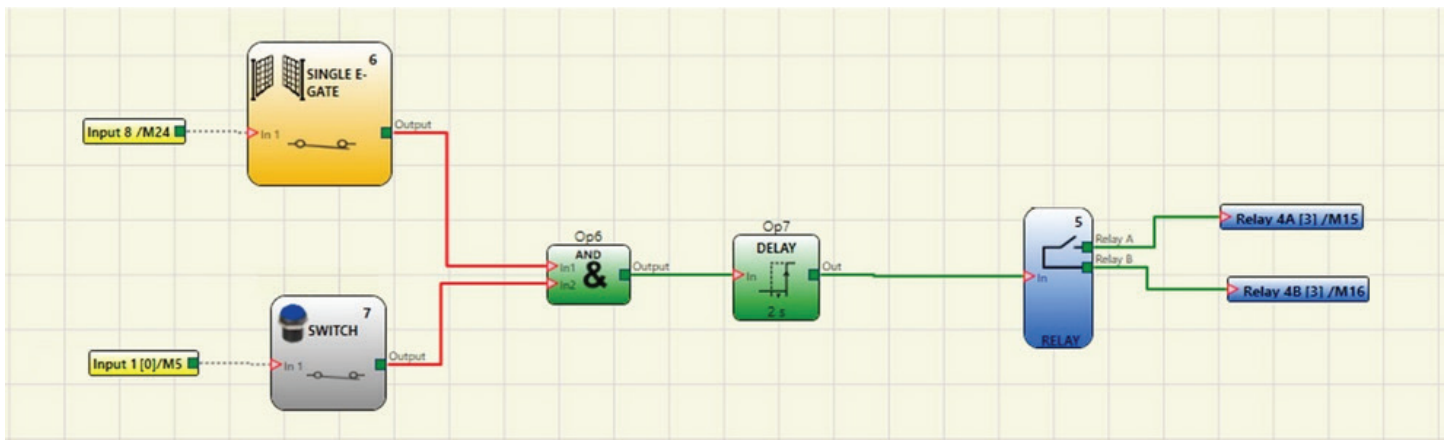 6
SINGLE E-
GATE
Input 8 /M24
In 1
Output
7
SWITCH
Input 1 [0]/M5
In 1
Output
Op6
AND
&
In1
In2
Output
Op7
DELAY
In
Out
2 s
5
Relay A
Relay B
In
RELAY
Relay 4A [3] /M15
Relay 4B [3] /M16